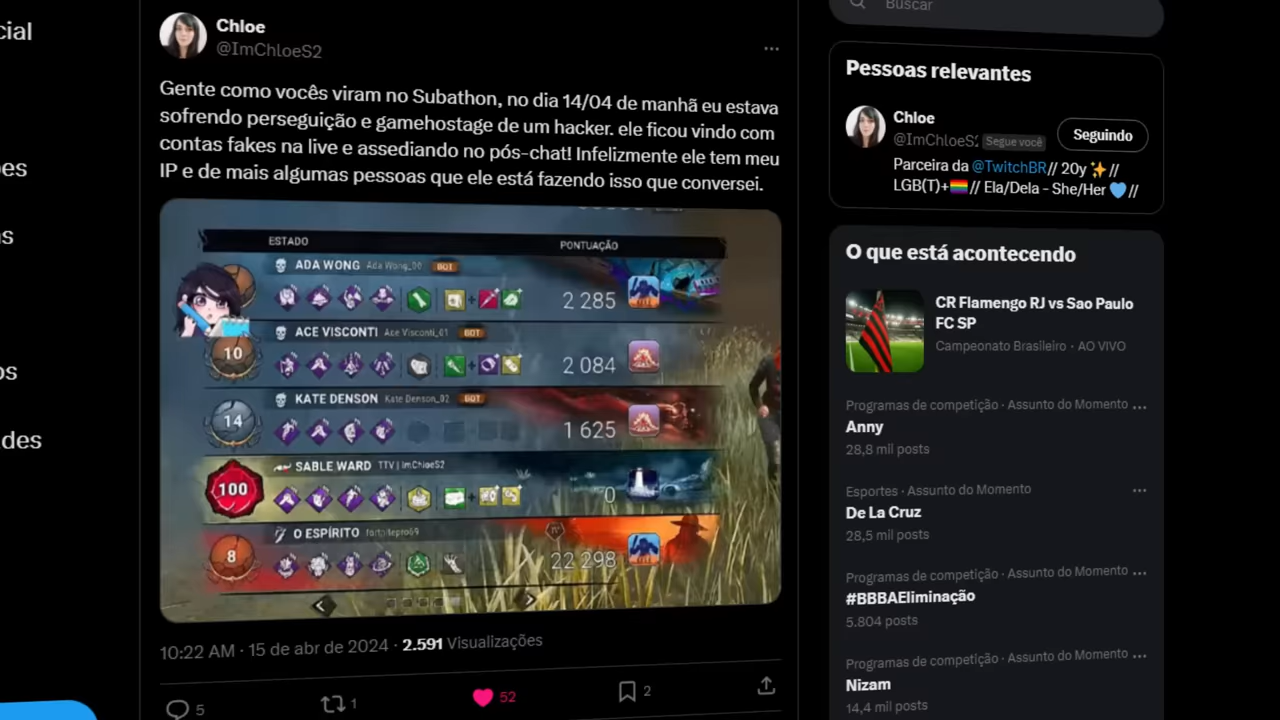 cial
ões
as
os
ides
Chloe
@ImChloeS2
Gente como vocês viram no Subathon, no dia 14/04 de manhã eu estava
sofrendo perseguição e gamehostage de um hacker. ele ficou vindo com
contas fakes na live e assediando no pós-chat! Infelizmente ele tem meu
IP e de mais algumas pessoas que ele está fazendo isso que conversei.
ESTADO PONTUAÇÃO
ADA WONG Ada Wong_00 BOT
2 285
ACE VISCONTI Ace Visconti_01 BOT
10 2 084
KATE DENSON Kate Denson_02 BOT
14 1 625
SABLE WARD TTV | ImChloeS2
100 0
O ESPÍRITO
8 22 298
10:22 AM · 15 de abr de 2024 · 2.591 Visualizações
5 1 52 2
Buscar
Pessoas relevantes
Chloe
@ImChloeS2 Segue você
Seguindo
Parceira da @TwitchBR// 20y ✨ //
LGB(T)+🏳️‍🌈// Ela/Dela - She/Her 🩵 //
O que está acontecendo
CR Flamengo RJ vs Sao Paulo
FC SP
Campeonato Brasileiro · AO VIVO
Programas de competição · Assunto do Momento
Anny
28,8 mil posts
Esportes · Assunto do Momento
De La Cruz
28,5 mil posts
Programas de competição · Assunto do Momento
#BBBAEliminação
5.804 posts
Programas de competição · Assunto do Momento
Nizam
14,4 mil posts